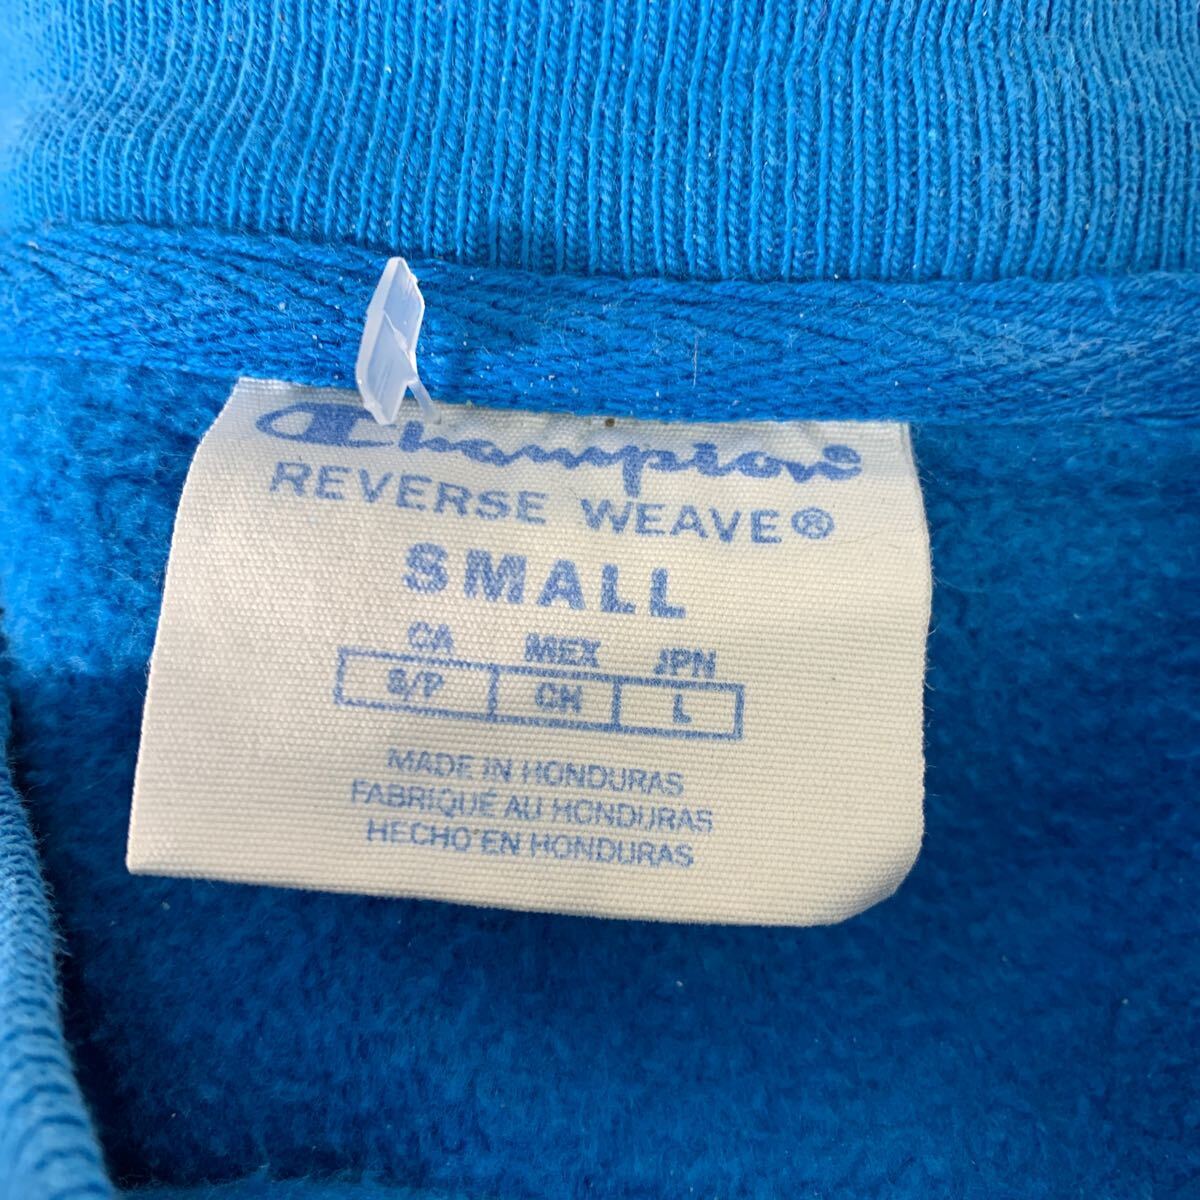 Champion
REVERSE WEAVE®
SMALL
CA MEX JPN
S/P CH L
MADE IN HONDURAS
FABRIQUÉ AU HONDURAS
HECHO EN HONDURAS